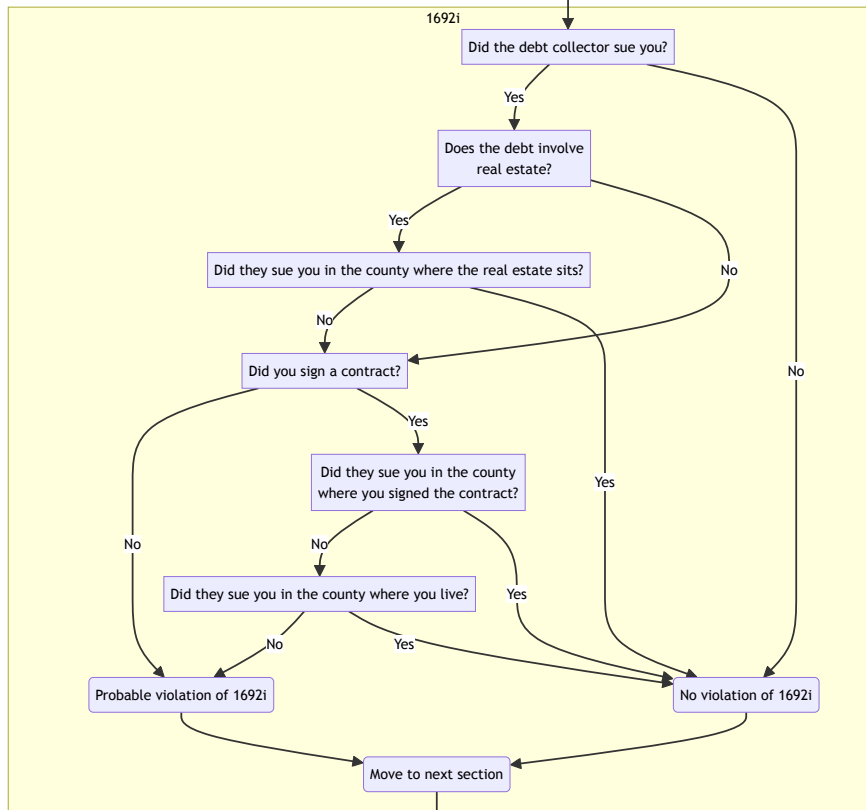 1692i
Did the debt collector sue you?
Yes
Does the debt involve
real estate?
Yes
Did they sue you in the county where the real estate sits?
No
No
Did you sign a contract?
No
Yes
Did they sue you in the county
where you signed the contract?
Yes
No
No
Did they sue you in the county where you live?
Yes
No
Yes
Probable violation of 1692i
No violation of 1692i
Move to next section